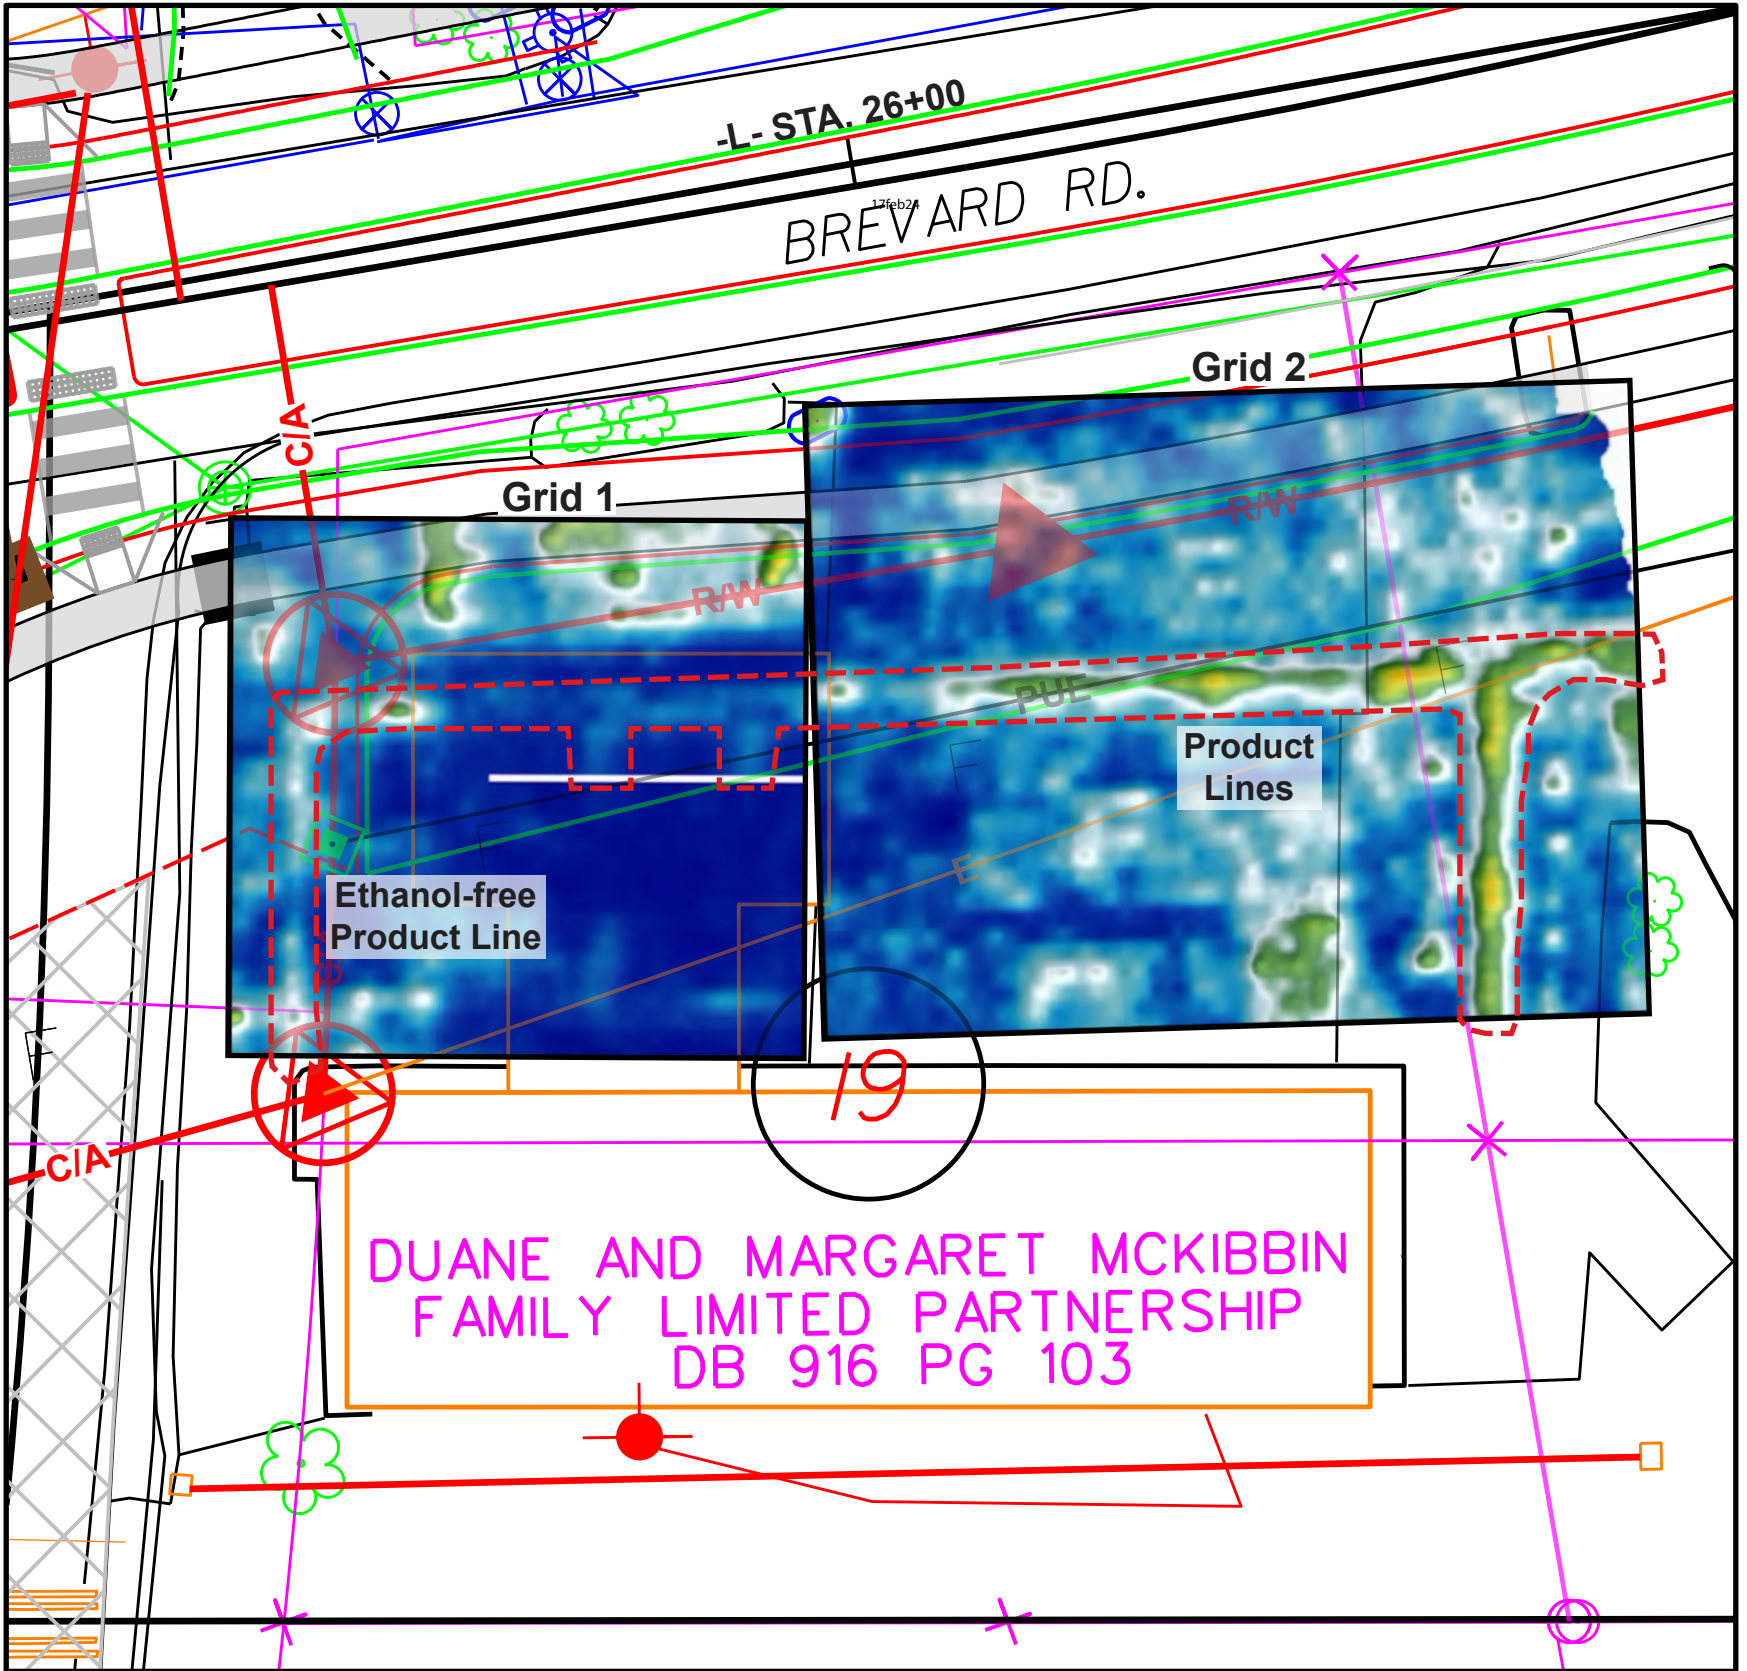 -L- STA. 26+00
BREVARD RD.
17feb24
Grid 2
C/A
Grid 1
R/W
R/W
PUE
Product
Lines
E
Ethanol-free
Product Line
19
C/A
DUANE AND MARGARET MCKIBBIN
FAMILY LIMITED PARTNERSHIP
DB 916 PG 103